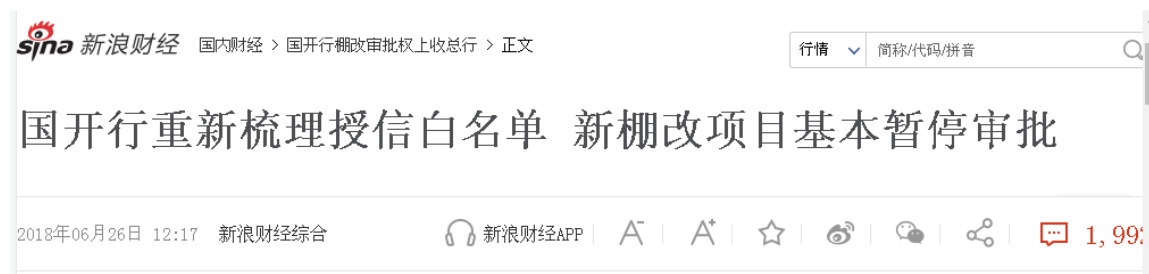 sina 新浪财经 国内财经 > 国开行棚改审批权上收总行 > 正文 行情 简称/代码/拼音
国开行重新梳理授信白名单 新棚改项目基本暂停审批
2018年06月26日 12:17 新浪财经综合 新浪财经APP A- A+